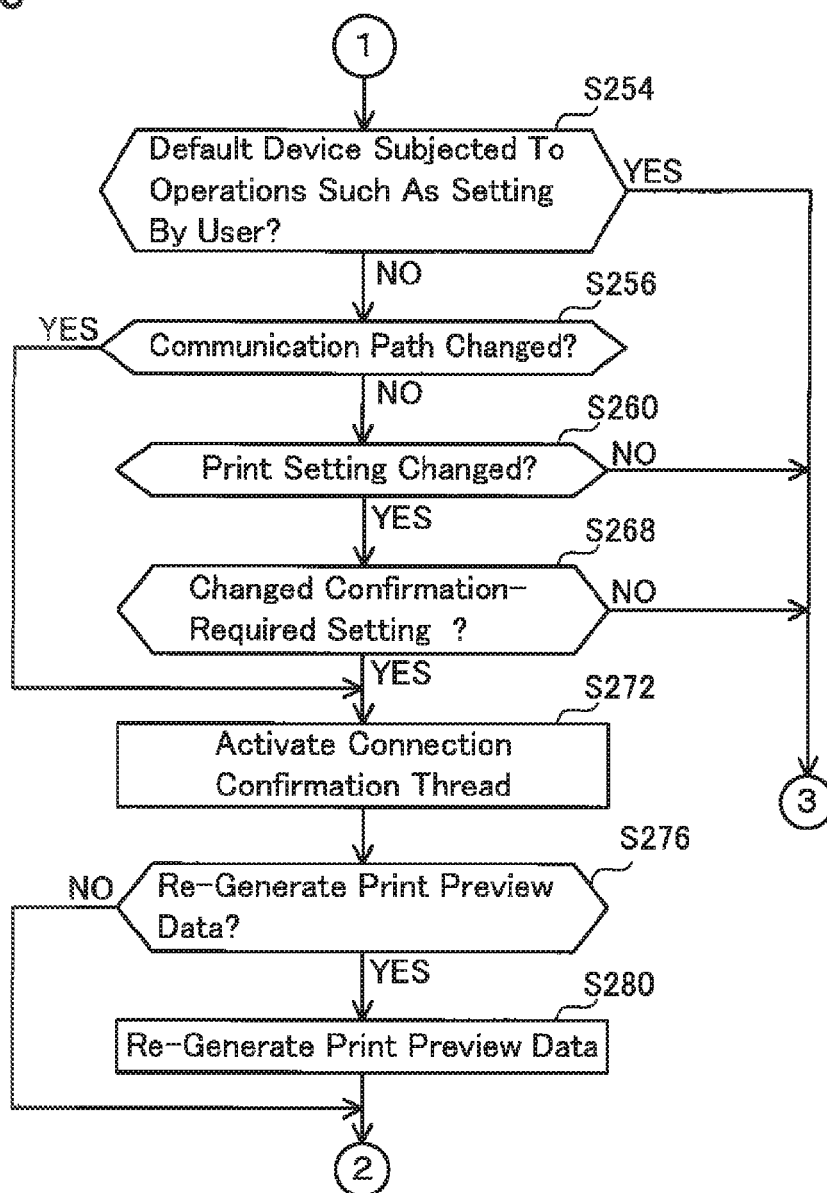 1
S254
Default Device Subjected To
Operations Such As Setting
By User?
YES
NO
S256
YES
Communication Path Changed?
NO
S260
Print Setting Changed?
NO
YES
S268
Changed Confirmation-
Required Setting ?
NO
YES
S272
Activate Connection
Confirmation Thread
3
S276
NO
Re-Generate Print Preview
Data?
YES
S280
Re-Generate Print Preview Data
2